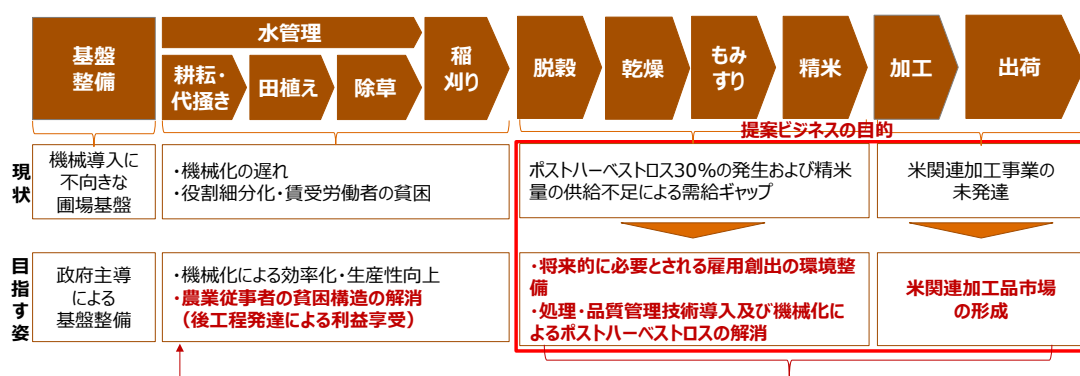 基盤
整備
水管理
耕耘・
代掻き
田植え
除草
稲
刈り
脱穀
乾燥
もみ
すり
精米
加工
出荷
提案ビジネスの目的
現状
機械導入に
不向きな
圃場基盤
・機械化の遅れ
・役割細分化・賃受労働者の貧困
ポストハーベストロス30%の発生および精米
量の供給不足による需給ギャップ
米関連加工事業の
未発達
目指す姿
政府主導
による
基盤整備
・機械化による効率化・生産性向上
・農業従事者の貧困構造の解消
（後工程発達による利益享受）
・将来的に必要とされる雇用創出の環境整
備
・処理・品質管理技術導入及び機械化に
よるポストハーベストロスの解消
米関連加工品市場
の形成